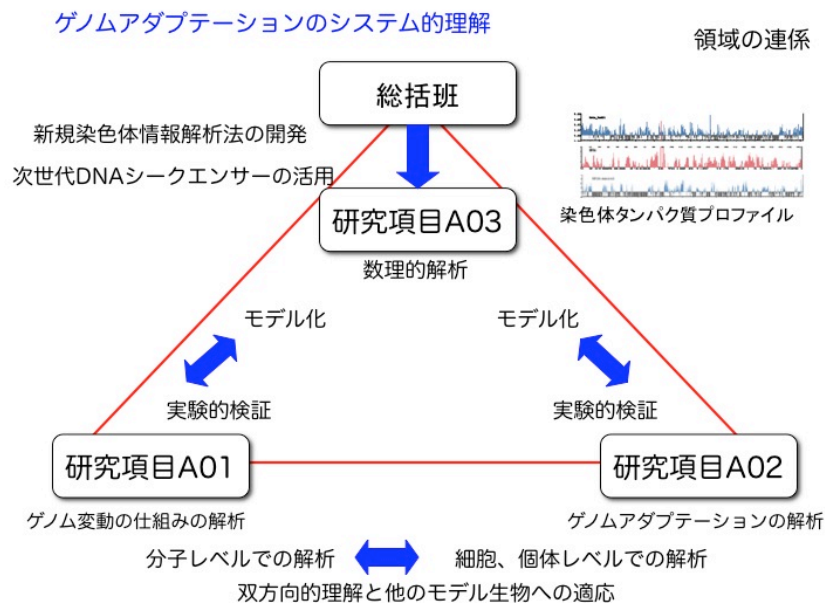 ゲノムアダプテーションのシステム的理解
領域の連係
総括班
新規染色体情報解析法の開発
次世代DNAシークエンサーの活用
染色体タンパク質プロファイル
研究項目A03
数理的解析
モデル化
モデル化
実験的検証
実験的検証
研究項目A01
研究項目A02
ゲノム変動の仕組みの解析
ゲノムアダプテーションの解析
分子レベルでの解析
細胞、個体レベルでの解析
双方向的理解と他のモデル生物への適応